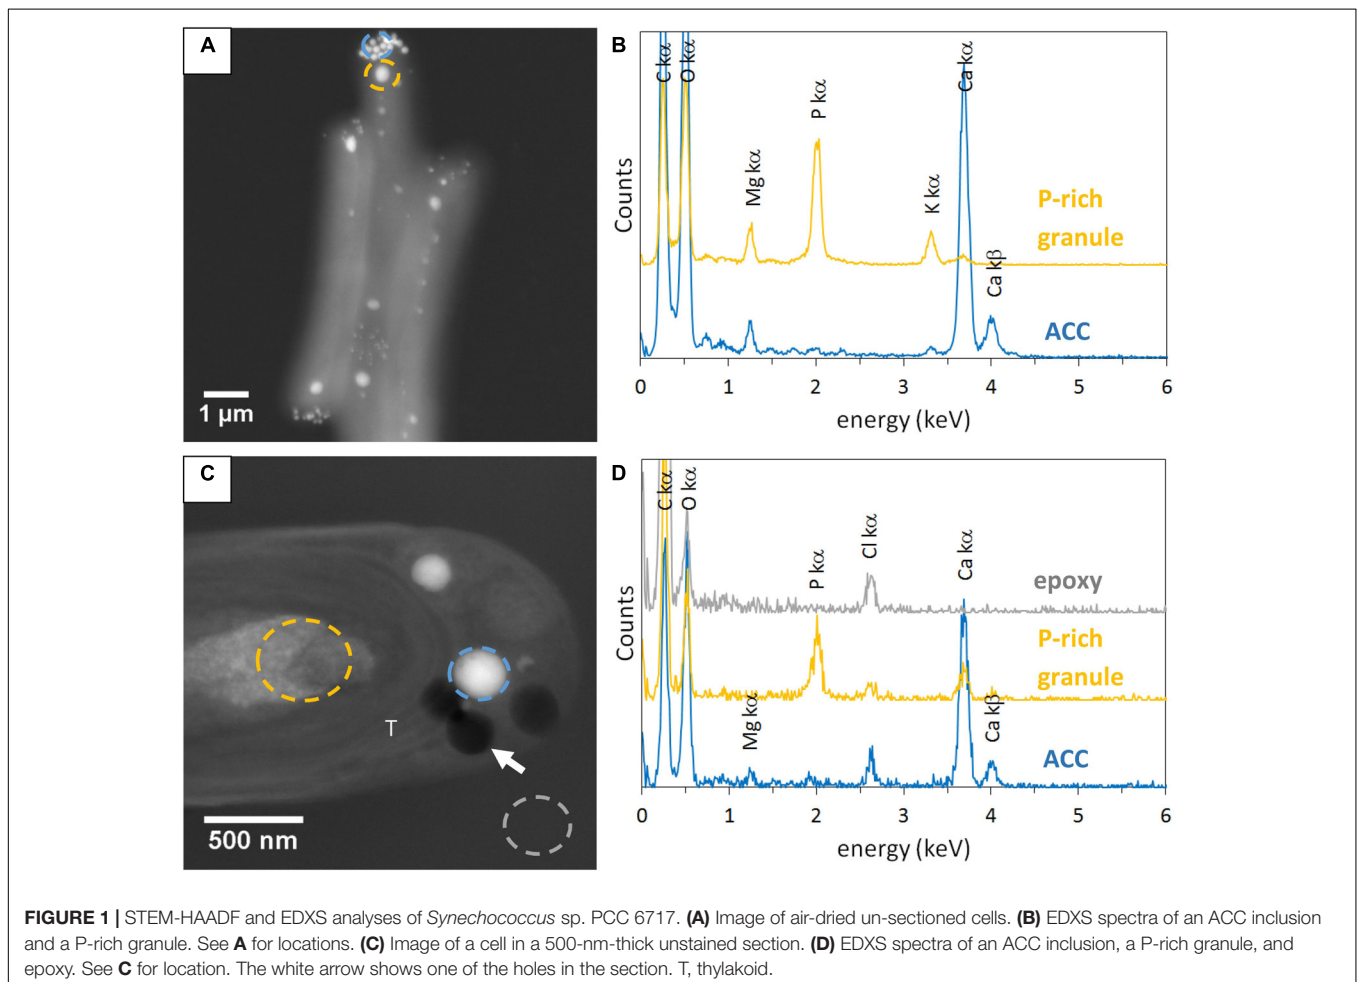 A
1 µm
B
C kα
O kα
Mg kα
P kα
K kα
Ca kα
Ca kβ
P-rich
granule
ACC
Counts
0 1 2 3 4 5 6
energy (keV)
C
T
500 nm
D
C kα
O kα
Mg kα
P kα
Cl kα
Ca kα
Ca kβ
epoxy
P-rich
granule
ACC
Counts
0 1 2 3 4 5 6
energy (keV)
FIGURE 1 | STEM-HAADF and EDXS analyses of Synechococcus sp. PCC 6717. (A) Image of air-dried un-sectioned cells. (B) EDXS spectra of an ACC inclusion
and a P-rich granule. See A for locations. (C) Image of a cell in a 500-nm-thick unstained section. (D) EDXS spectra of an ACC inclusion, a P-rich granule, and
epoxy. See C for location. The white arrow shows one of the holes in the section. T, thylakoid.